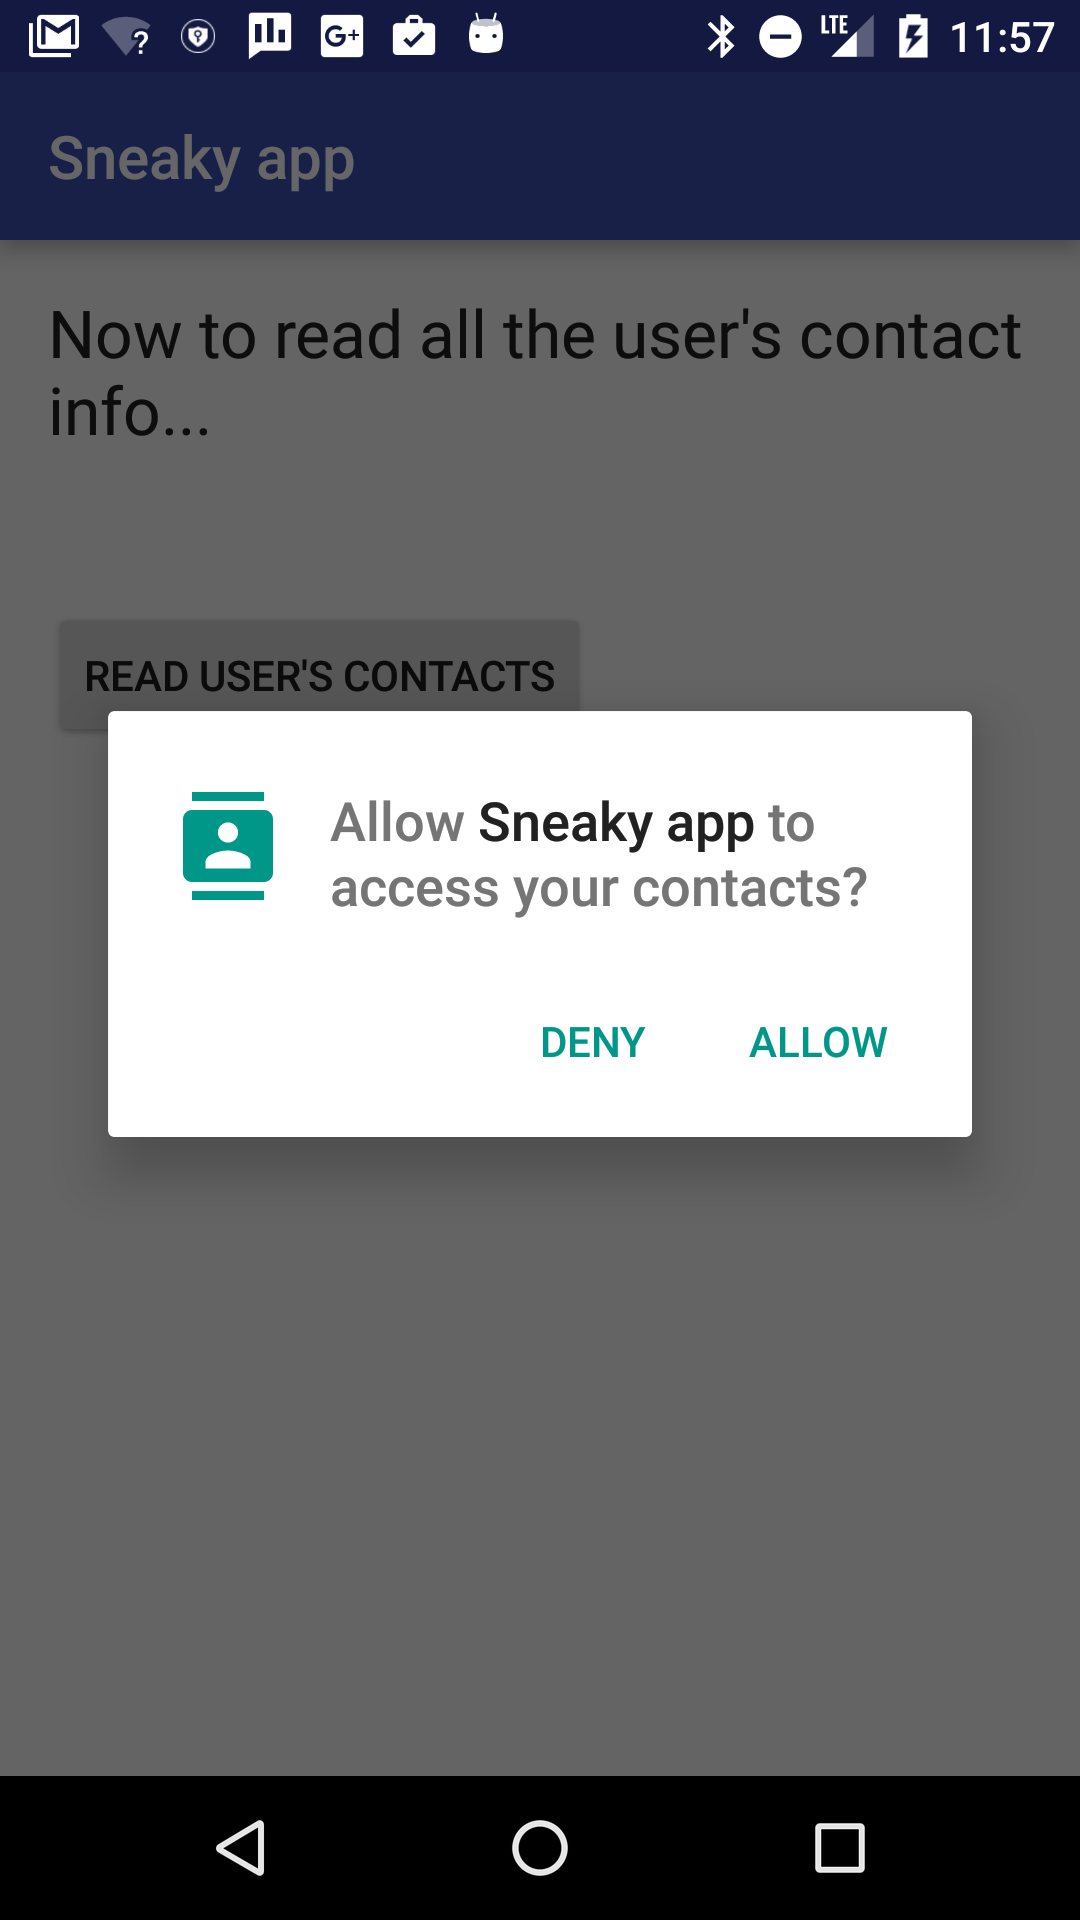 LTE 11:57
Sneaky app
Now to read all the user's contact
info...
READ USER'S CONTACTS
Allow Sneaky app to
access your contacts?
DENY ALLOW